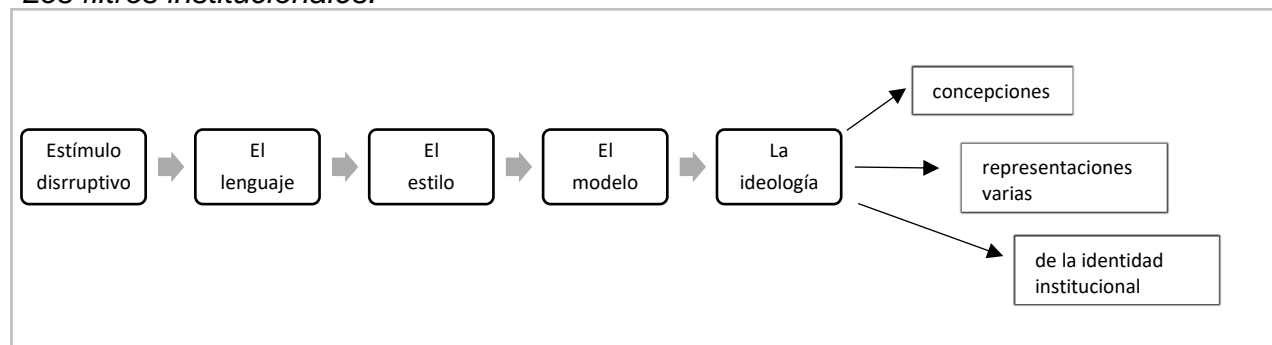 Los filtros institucionales.
Estímulo
disrruptivo
El
lenguaje
El
estilo
El
modelo
La
ideología
concepciones
representaciones
varias
de la identidad
institucional